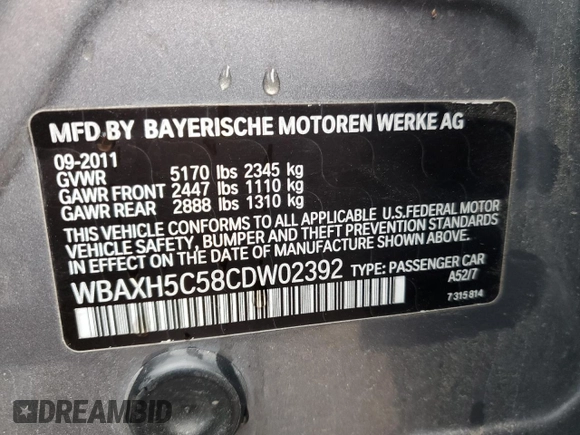 MFD BY BAYERISCHE MOTOREN WERKE AG
09-2011
GVWR 5170 lbs 2345 kg
GAWR FRONT 2447 lbs 1110 kg
GAWR REAR 2888 lbs 1310 kg
THIS VEHICLE CONFORMS TO ALL APPLICABLE U.S.FEDERAL MOTOR
VEHICLE SAFETY, BUMPER AND THEFT PREVENTION STANDARDS
IN EFFECT ON THE DATE OF MANUFACTURE SHOWN ABOVE.
WBAXH5C58CDW02392 TYPE: PASSENGER CAR
A52/7
7 315 814
DREAMBID